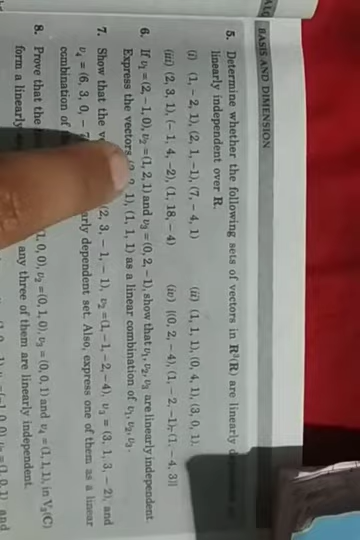 ALG
BASIS AND DIMENSION
5. Determine whether the following sets of vectors in R³(R) are linearly
linearly independent over R.
(i) (1, – 2, 1), (2, 1, –1), (7, – 4, 1)
(ii) (1, 1, 1), (0, 4, 1), (3, 0, 1).
(iii) (2, 3, 1), (–1, 4, –2), (1, 18, – 4)
(iv) {(0, 2, – 4), (1, – 2, –1), (1, – 4, 3)}
6. If v₁ = (2, – 1, 0), v₂ = (1, 2, 1) and v₃ = (0, 2, –1), show that v₁, v₂, v₃ are linearly independent.
Express the vectors 1), (1, 1, 1) as a linear combination of v₁, v₂, v₃.
7. Show that the (2, 3, – 1, – 1), v₂ = (1, – 1, – 2, –4), v₃ = (3, 1, 3, – 2), and
v₄ = (6, 3, 0, – dependent set. Also, express one of them as a linear
combination of
8. Prove that the 0, 0), v₂ = (0, 1, 0), v₃ = (0, 0, 1) and v₄ = (1, 1, 1), in V₃(C)
form a linearly any three of them are linearly independent.
and